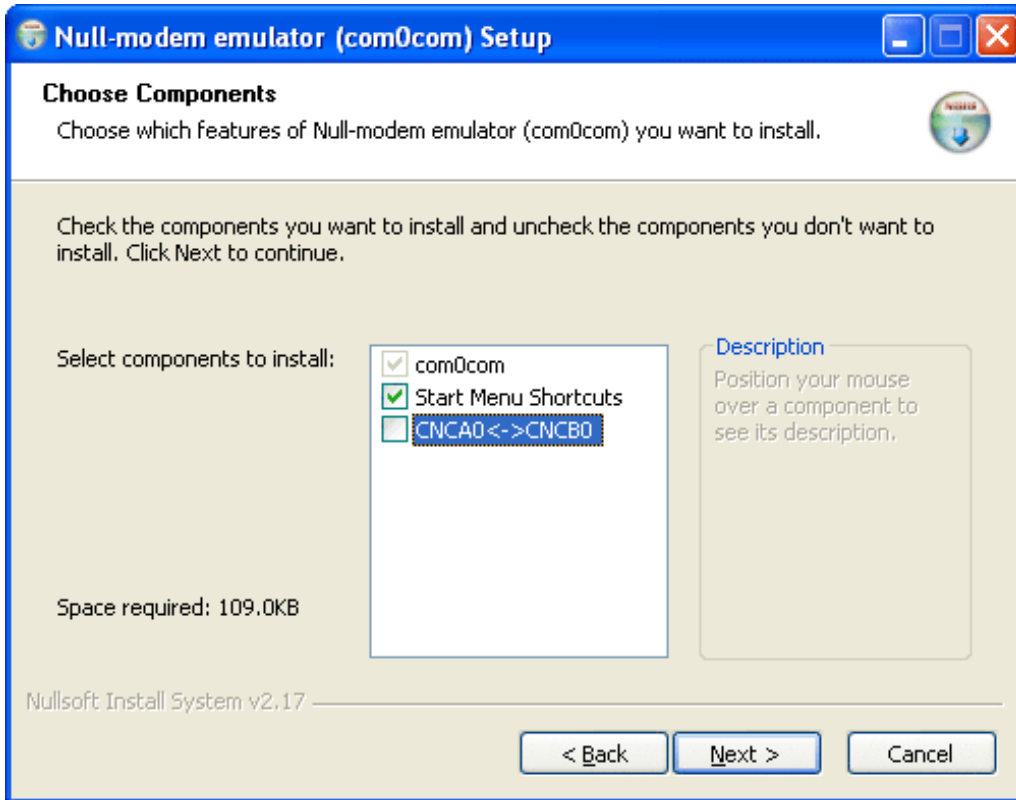 Null-modem emulator (com0com) Setup
Choose Components
Choose which features of Null-modem emulator (com0com) you want to install.
Check the components you want to install and uncheck the components you don't want to
install. Click Next to continue.
Select components to install:
com0com
Start Menu Shortcuts
CNCA0<->CNCB0
Description
Position your mouse
over a component to
see its description.
Space required: 109.0KB
Nullsoft Install System v2.17
< Back
Next >
Cancel